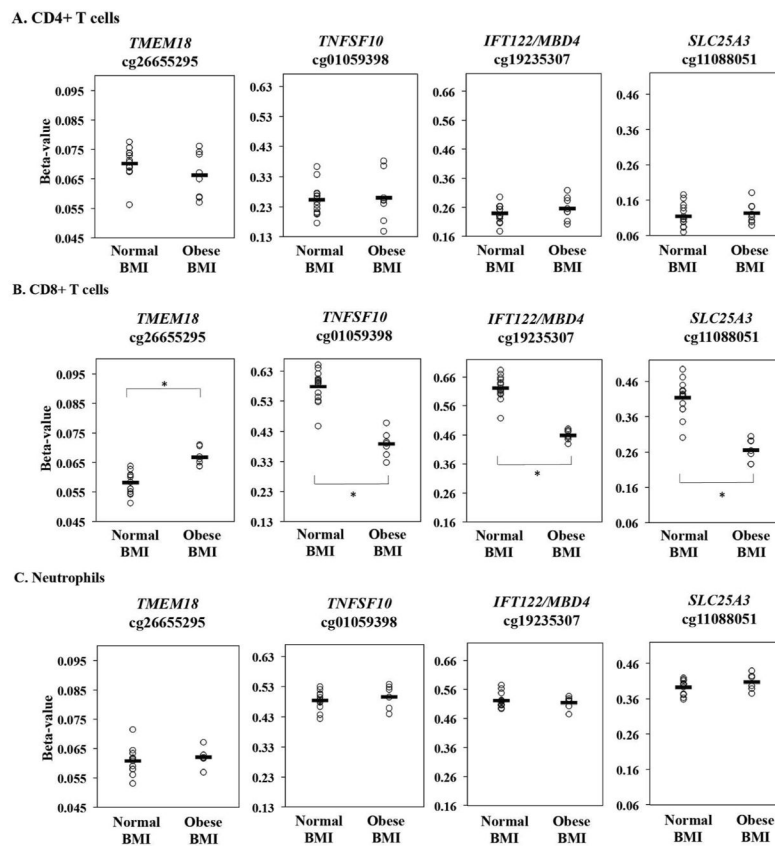 A. CD4+ T cells
TMEM18
cg26655295
TNFSF10
cg01059398
IFT122/MBD4
cg19235307
SLC25A3
cg11088051
Beta-value
0.095
0.085
0.075
0.065
0.055
0.045
Normal BMI
Obese BMI
0.63
0.53
0.43
0.33
0.23
0.13
Normal BMI
Obese BMI
0.66
0.56
0.46
0.36
0.26
0.16
Normal BMI
Obese BMI
0.46
0.36
0.26
0.16
0.06
Normal BMI
Obese BMI
B. CD8+ T cells
TMEM18
cg26655295
TNFSF10
cg01059398
IFT122/MBD4
cg19235307
SLC25A3
cg11088051
Beta-value
0.095
0.085
0.075
0.065
0.055
0.045
*
Normal BMI
Obese BMI
0.63
0.53
0.43
0.33
0.23
0.13
*
Normal BMI
Obese BMI
0.66
0.56
0.46
0.36
0.26
0.16
*
Normal BMI
Obese BMI
0.46
0.36
0.26
0.16
0.06
*
Normal BMI
Obese BMI
C. Neutrophils
TMEM18
cg26655295
TNFSF10
cg01059398
IFT122/MBD4
cg19235307
SLC25A3
cg11088051
Beta-value
0.095
0.085
0.075
0.065
0.055
0.045
Normal BMI
Obese BMI
0.63
0.53
0.43
0.33
0.23
0.13
Normal BMI
Obese BMI
0.66
0.56
0.46
0.36
0.26
0.16
Normal BMI
Obese BMI
0.46
0.36
0.26
0.16
0.06
Normal BMI
Obese BMI